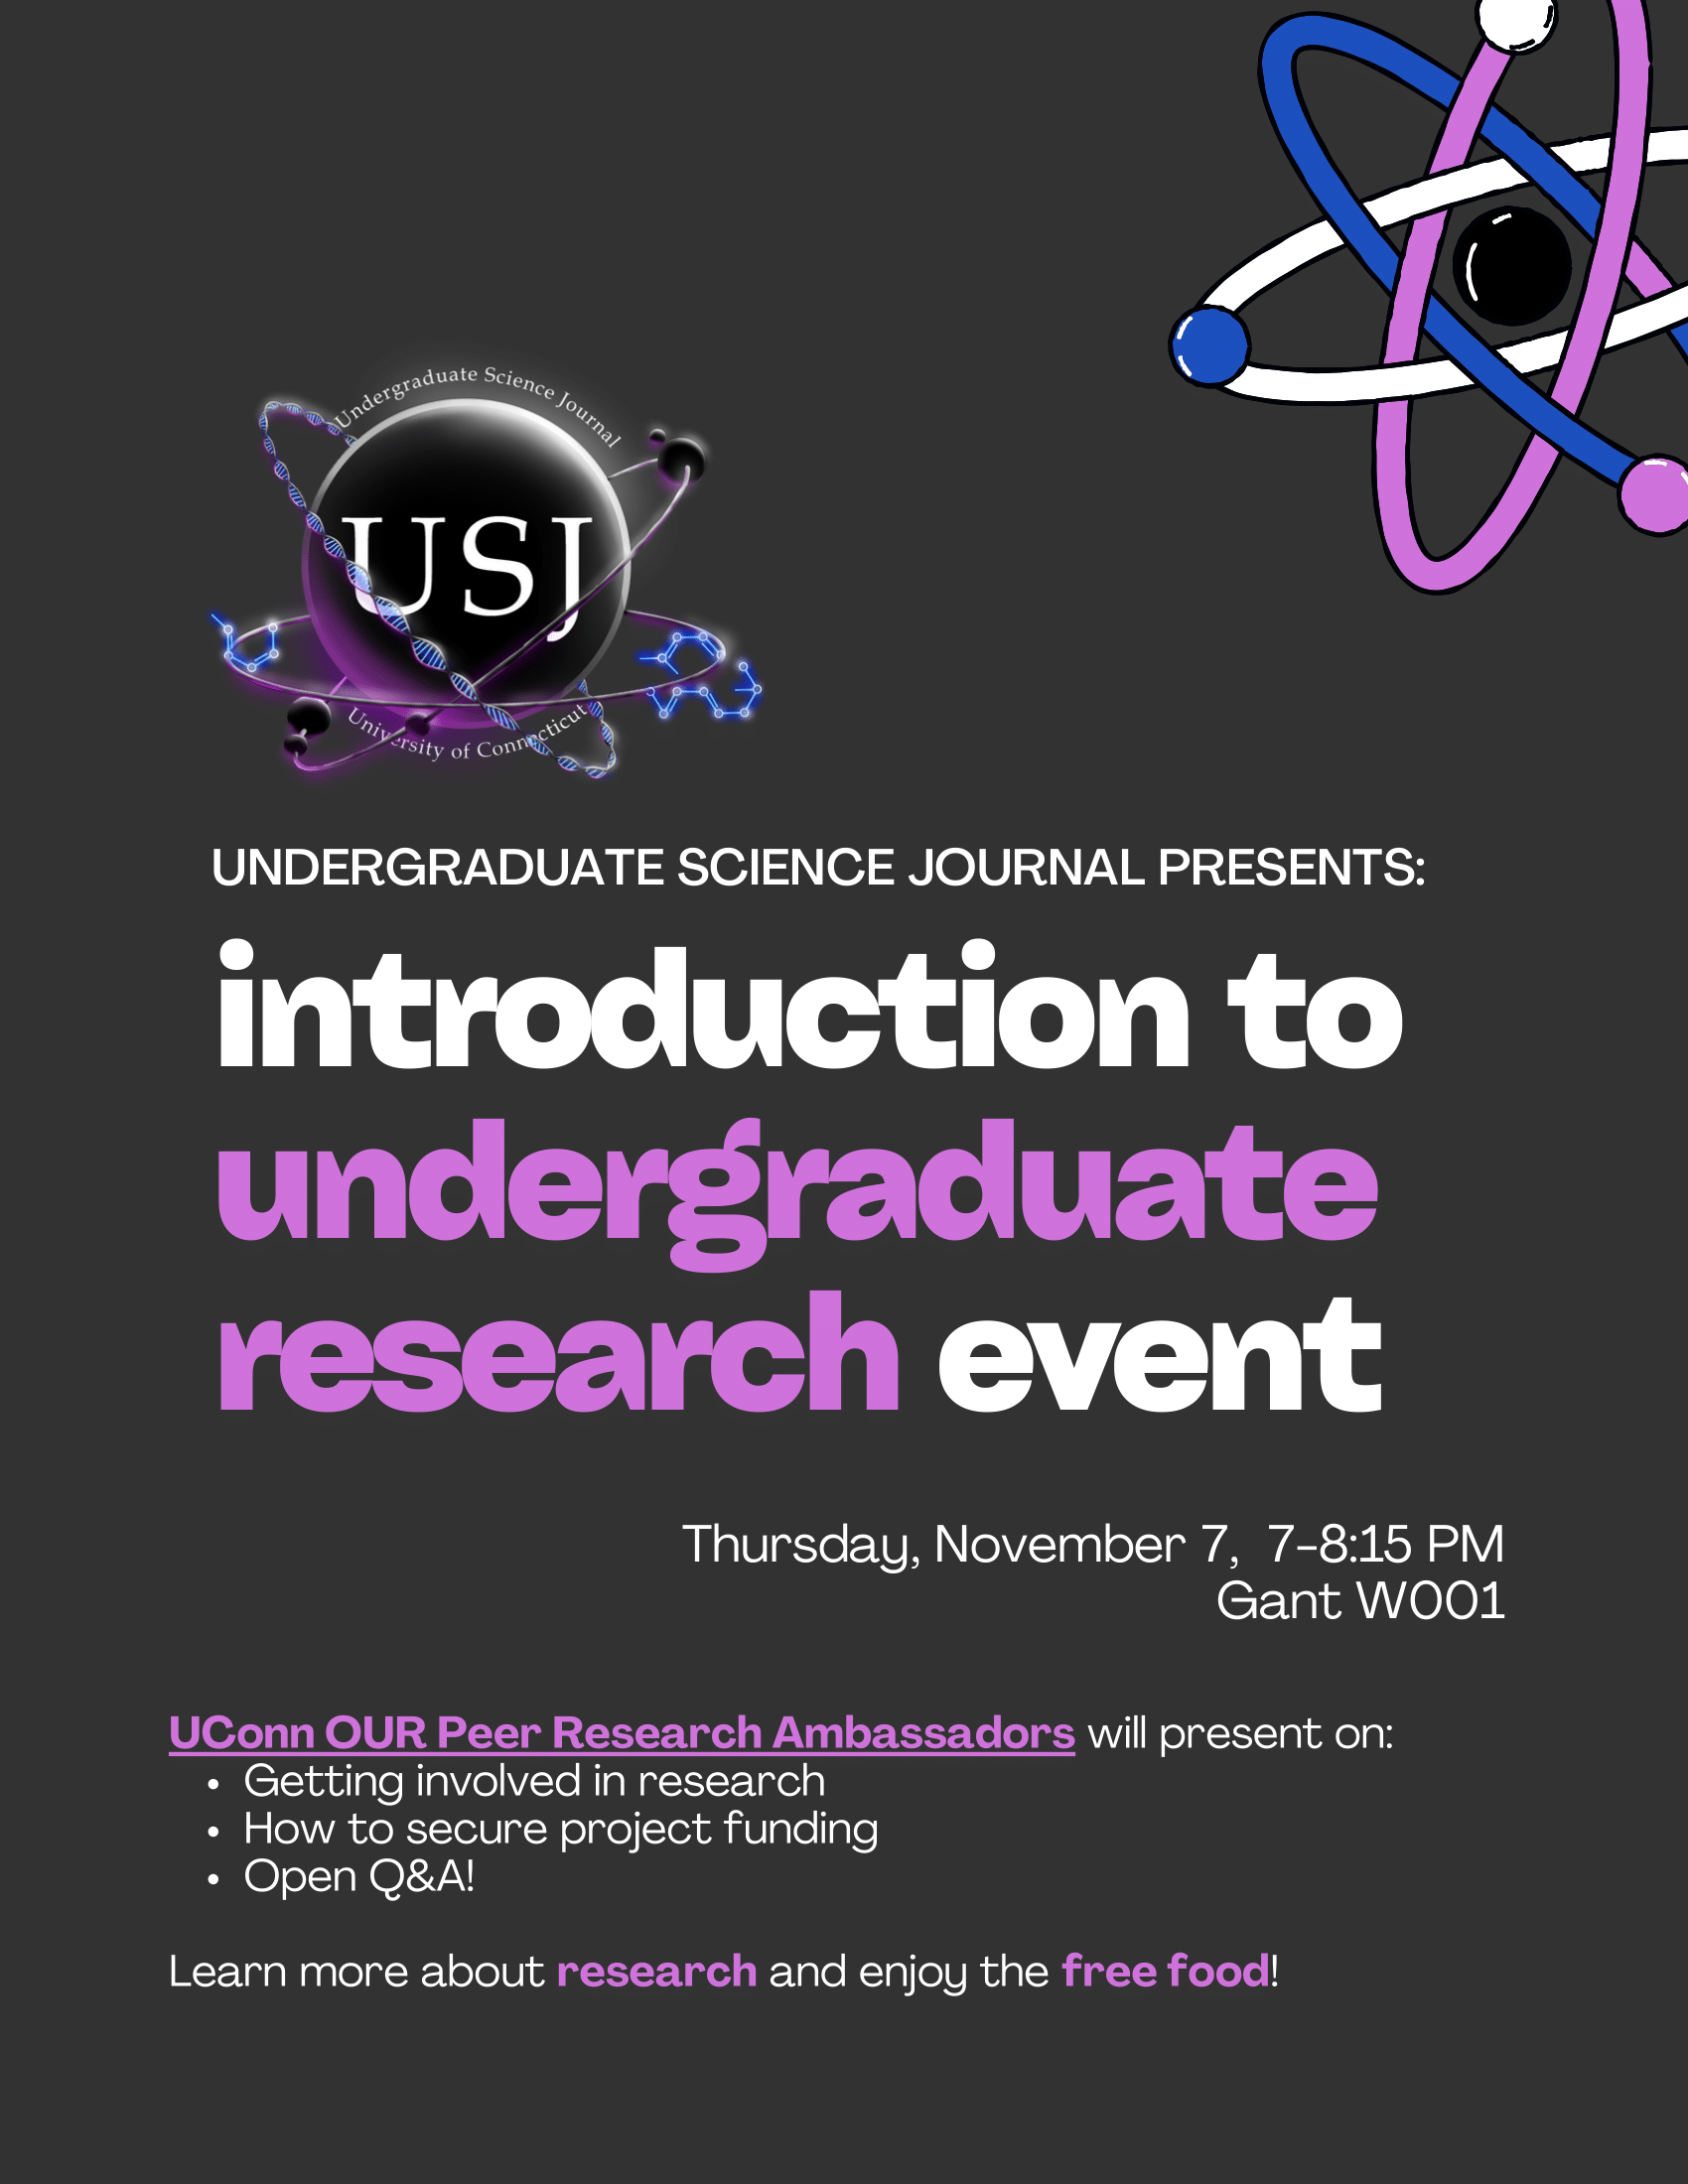 Undergraduate Science Journal
USJ
University of Connecticut
UNDERGRADUATE SCIENCE JOURNAL PRESENTS:
introduction to
undergraduate
research event
Thursday, November 7,  7-8:15 PM
Gant W001
UConn OUR Peer Research Ambassadors will present on:
• Getting involved in research
• How to secure project funding
• Open Q&A!
Learn more about research and enjoy the free food!